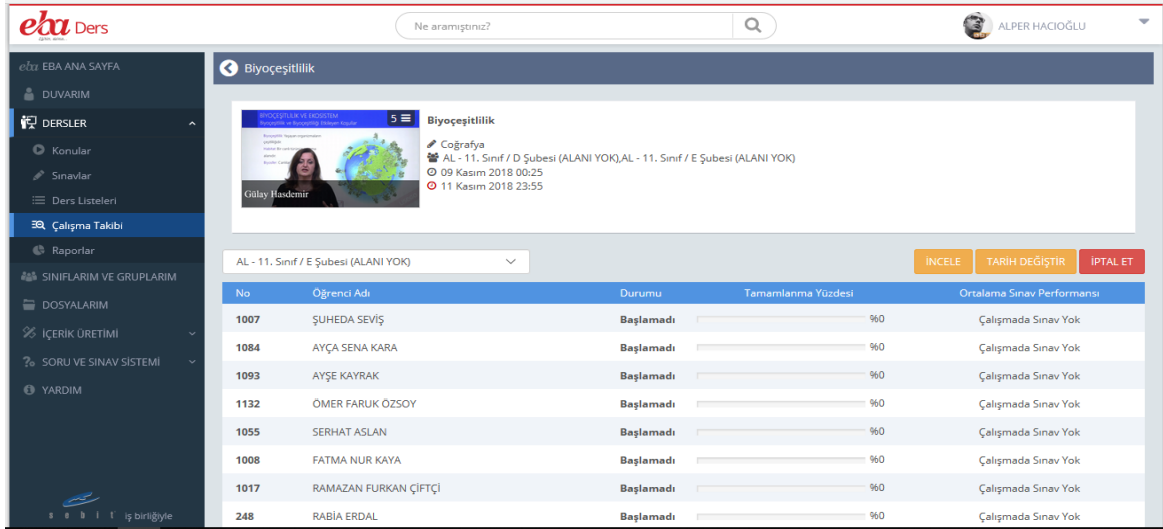 eba Ders
Ne aramıştınız?
ALPER HACIOĞLU
eba EBA ANA SAYFA
DUVARIM
DERSLER
Konular
Sınavlar
Ders Listeleri
Çalışma Takibi
Raporlar
SINIFLARIM VE GRUPLARIM
DOSYALARIM
İÇERİK ÜRETİMİ
SORU VE SINAV SİSTEMİ
YARDIM
sebit işbirliğiyle
Biyoçeşitlilik
BİYOÇEŞİTLİLİK VE EKOSİSTEM
5
Gülay Hasdemir
Biyoçeşitlilik
Coğrafya
AL - 11. Sınıf / D Şubesi (ALANI YOK),AL - 11. Sınıf / E Şubesi (ALANI YOK)
09 Kasım 2018 00:25
11 Kasım 2018 23:55
AL - 11. Sınıf / E Şubesi (ALANI YOK)
İNCELE TARİH DEĞİŞTİR İPTAL ET
No Öğrenci Adı Durumu Tamamlanma Yüzdesi Ortalama Sınav Performansı
1007 ŞUHEDA SEVİŞ Başlamadı %0 Çalışmada Sınav Yok
1084 AYÇA SENA KARA Başlamadı %0 Çalışmada Sınav Yok
1093 AYŞE KAYRAK Başlamadı %0 Çalışmada Sınav Yok
1132 ÖMER FARUK ÖZSOY Başlamadı %0 Çalışmada Sınav Yok
1055 SERHAT ASLAN Başlamadı %0 Çalışmada Sınav Yok
1008 FATMA NUR KAYA Başlamadı %0 Çalışmada Sınav Yok
1017 RAMAZAN FURKAN ÇİFTÇİ Başlamadı %0 Çalışmada Sınav Yok
248 RABİA ERDAL Başlamadı %0 Çalışmada Sınav Yok